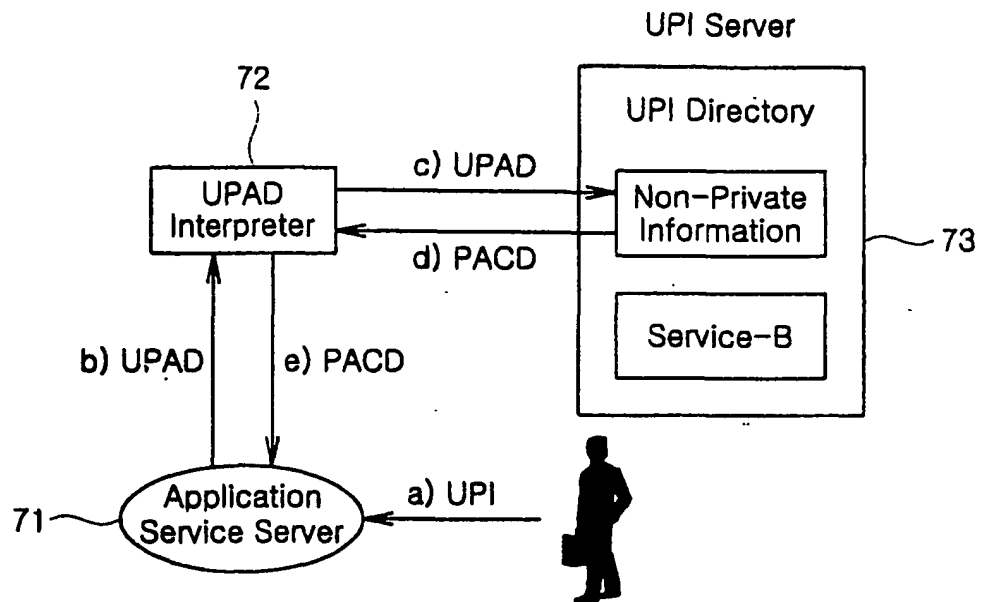 UPI Server
72
UPI Directory
c) UPAD
UPAD
Interpreter
Non-Private
Information
d) PACD
73
b) UPAD
e) PACD
Service-B
Application
Service Server
a) UPI
71